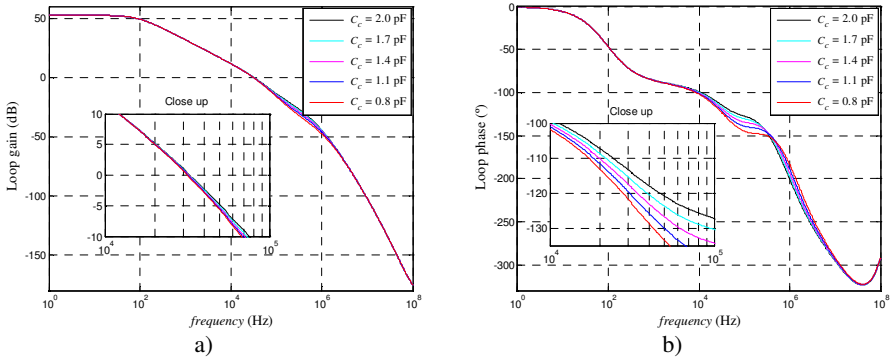 50
0
-50
-100
-150
Loop gain (dB)
10^0
10^2
10^4
10^6
10^8
frequency (Hz)
C_c = 2.0 pF
C_c = 1.7 pF
C_c = 1.4 pF
C_c = 1.1 pF
C_c = 0.8 pF
Close up
10
5
0
-5
-10
10^4
10^5
a)
0
-50
-100
-150
-200
-250
-300
Loop phase (º)
10^0
10^2
10^4
10^6
10^8
frequency (Hz)
C_c = 2.0 pF
C_c = 1.7 pF
C_c = 1.4 pF
C_c = 1.1 pF
C_c = 0.8 pF
Close up
-100
-110
-120
-130
10^4
10^5
b)